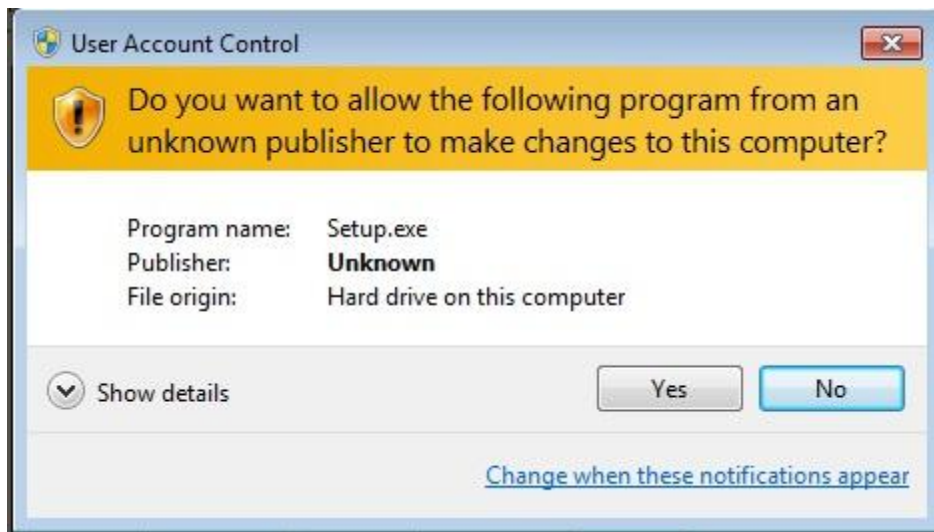 User Account Control
Do you want to allow the following program from an
unknown publisher to make changes to this computer?
Program name: Setup.exe
Publisher: Unknown
File origin: Hard drive on this computer
Show details
Yes No
Change when these notifications appear